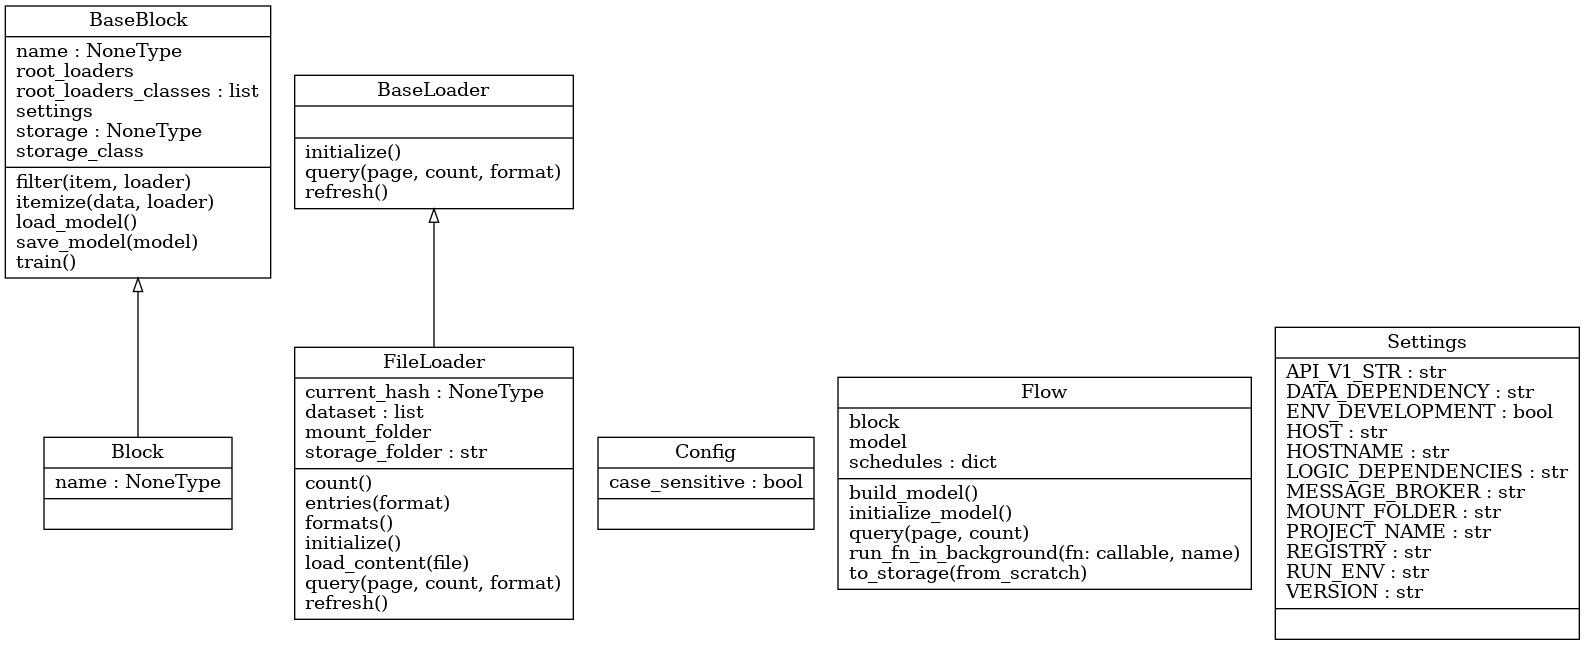 BaseBlock
name : NoneType
root_loaders
root_loaders_classes : list
settings
storage : NoneType
storage_class
filter(item, loader)
itemize(data, loader)
load_model()
save_model(model)
train()
BaseLoader
initialize()
query(page, count, format)
refresh()
Block
name : NoneType
FileLoader
current_hash : NoneType
dataset : list
mount_folder
storage_folder : str
count()
entries(format)
formats()
initialize()
load_content(file)
query(page, count, format)
refresh()
Config
case_sensitive : bool
Flow
block
model
schedules : dict
build_model()
initialize_model()
query(page, count)
run_fn_in_background(fn: callable, name)
to_storage(from_scratch)
Settings
API_V1_STR : str
DATA_DEPENDENCY : str
ENV_DEVELOPMENT : bool
HOST : str
HOSTNAME : str
LOGIC_DEPENDENCIES : str
MESSAGE_BROKER : str
MOUNT_FOLDER : str
PROJECT_NAME : str
REGISTRY : str
RUN_ENV : str
VERSION : str